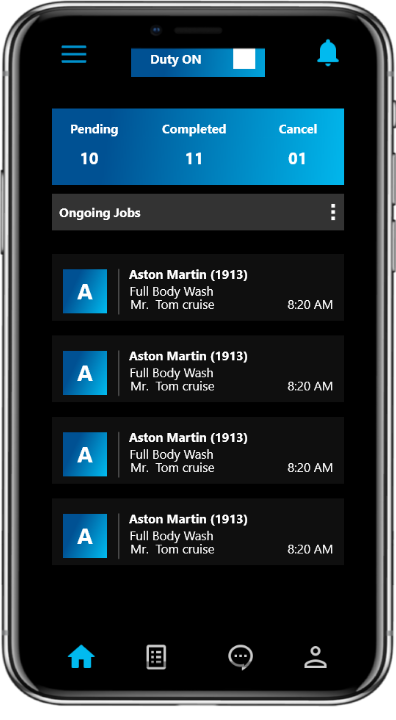 Duty ON
Pending Completed Cancel
10 11 01
Ongoing Jobs
A
Aston Martin (1913)
Full Body Wash
Mr. Tom cruise 8:20 AM
A
Aston Martin (1913)
Full Body Wash
Mr. Tom cruise 8:20 AM
A
Aston Martin (1913)
Full Body Wash
Mr. Tom cruise 8:20 AM
A
Aston Martin (1913)
Full Body Wash
Mr. Tom cruise 8:20 AM